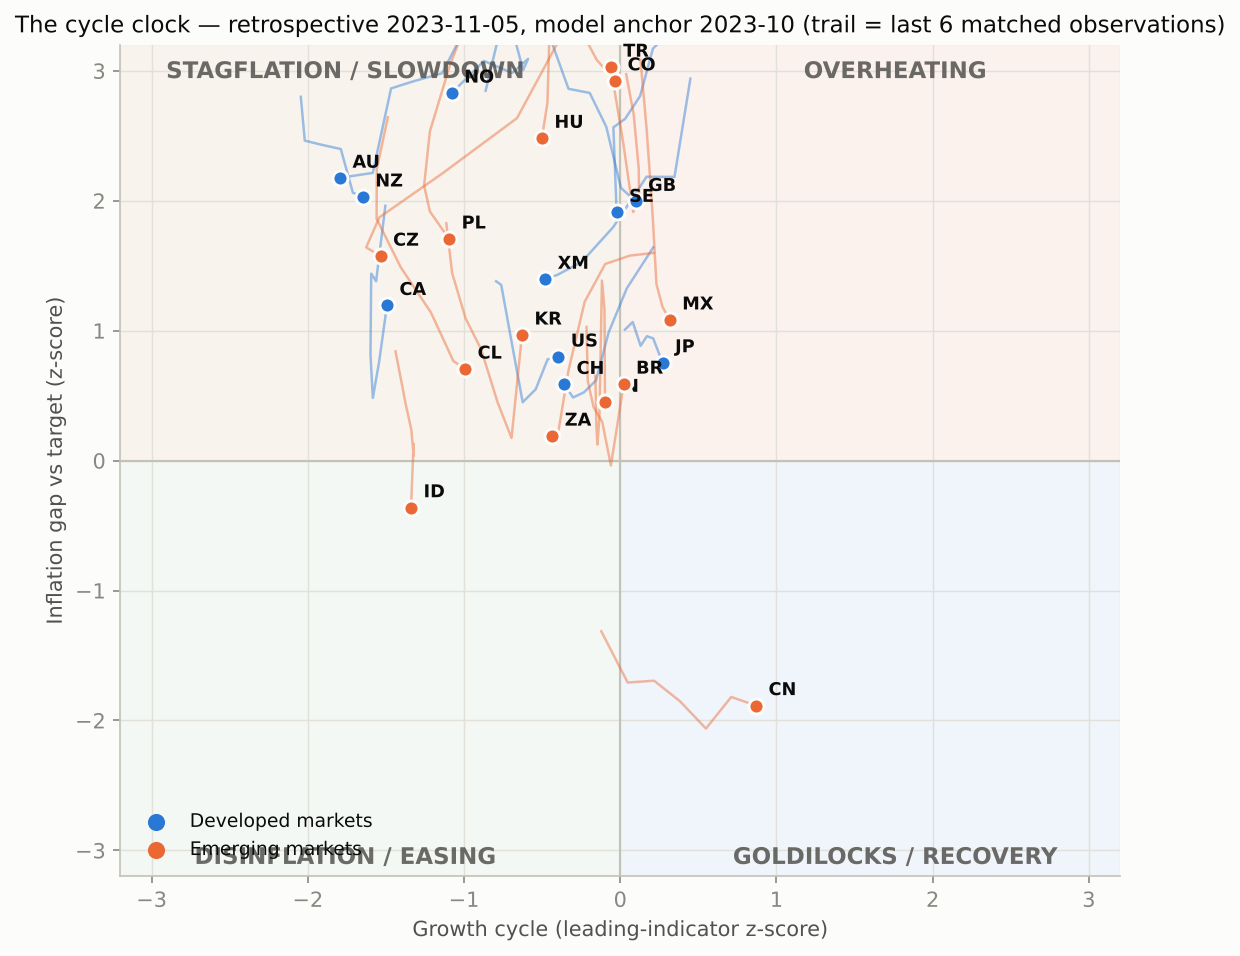 The cycle clock — retrospective 2023-11-05, model anchor 2023-10 (trail = last 6 matched observations)
STAGFLATION / SLOWDOWN
OVERHEATING
TR
CO
NO
HU
AU
NZ
GB
SE
PL
CZ
XM
CA
MX
KR
US
JP
CL
CH
BR
ZA
ID
CN
Developed markets
Emerging markets
DISINFLATION / EASING
GOLDILOCKS / RECOVERY
3
2
1
0
−1
−2
−3
−3
−2
−1
0
1
2
3
Inflation gap vs target (z-score)
Growth cycle (leading-indicator z-score)